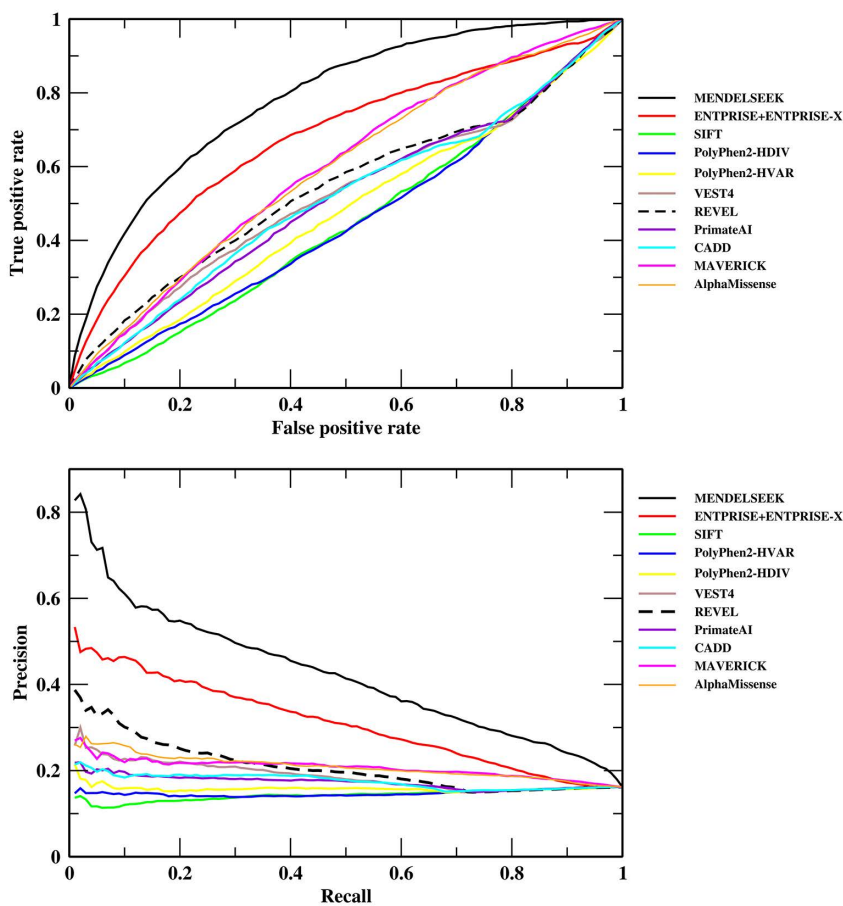 1
0.8
0.6
0.4
0.2
0
True positive rate
0 0.2 0.4 0.6 0.8 1
False positive rate
MENDELSEEK
ENTPRISE+ENTPRISE-X
SIFT
PolyPhen2-HDIV
PolyPhen2-HVAR
VEST4
REVEL
PrimateAI
CADD
MAVERICK
AlphaMissense
0.8
0.6
0.4
0.2
0
Precision
0 0.2 0.4 0.6 0.8 1
Recall
MENDELSEEK
ENTPRISE+ENTPRISE-X
SIFT
PolyPhen2-HVAR
PolyPhen2-HDIV
VEST4
REVEL
PrimateAI
CADD
MAVERICK
AlphaMissense